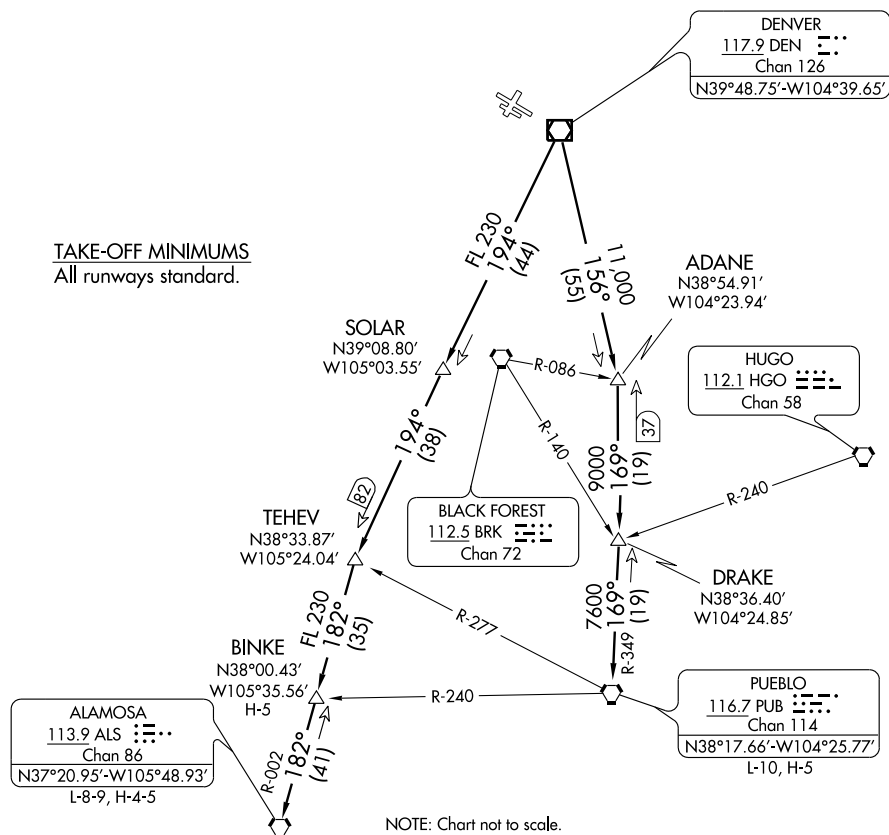 DENVER
117.9 DEN
Chan 126
N39°48.75’-W104°39.65’
TAKE-OFF MINIMUMS
All runways standard.
FL 230
194°
(44)
11,000
156°
(55)
ADANE
N38°54.91’
W104°23.94’
SOLAR
N39°08.80’
W105°03.55’
R-086
HUGO
112.1 HGO
Chan 58
37
194°
(38)
R-140
9000
169°
(19)
R-240
82
BLACK FOREST
112.5 BRK
Chan 72
TEHEV
N38°33.87’
W105°24.04’
DRAKE
N38°36.40’
W104°24.85’
7600
169°
(19)
R-349
R-277
FL 230
182°
(35)
BINKE
N38°00.43’
W105°35.56’
H-5
R-240
PUEBLO
116.7 PUB
Chan 114
N38°17.66’-W104°25.77’
L-10, H-5
ALAMOSA
113.9 ALS
Chan 86
N37°20.95’-W105°48.93’
L-8-9, H-4-5
R-002
182°
(41)
NOTE: Chart not to scale.